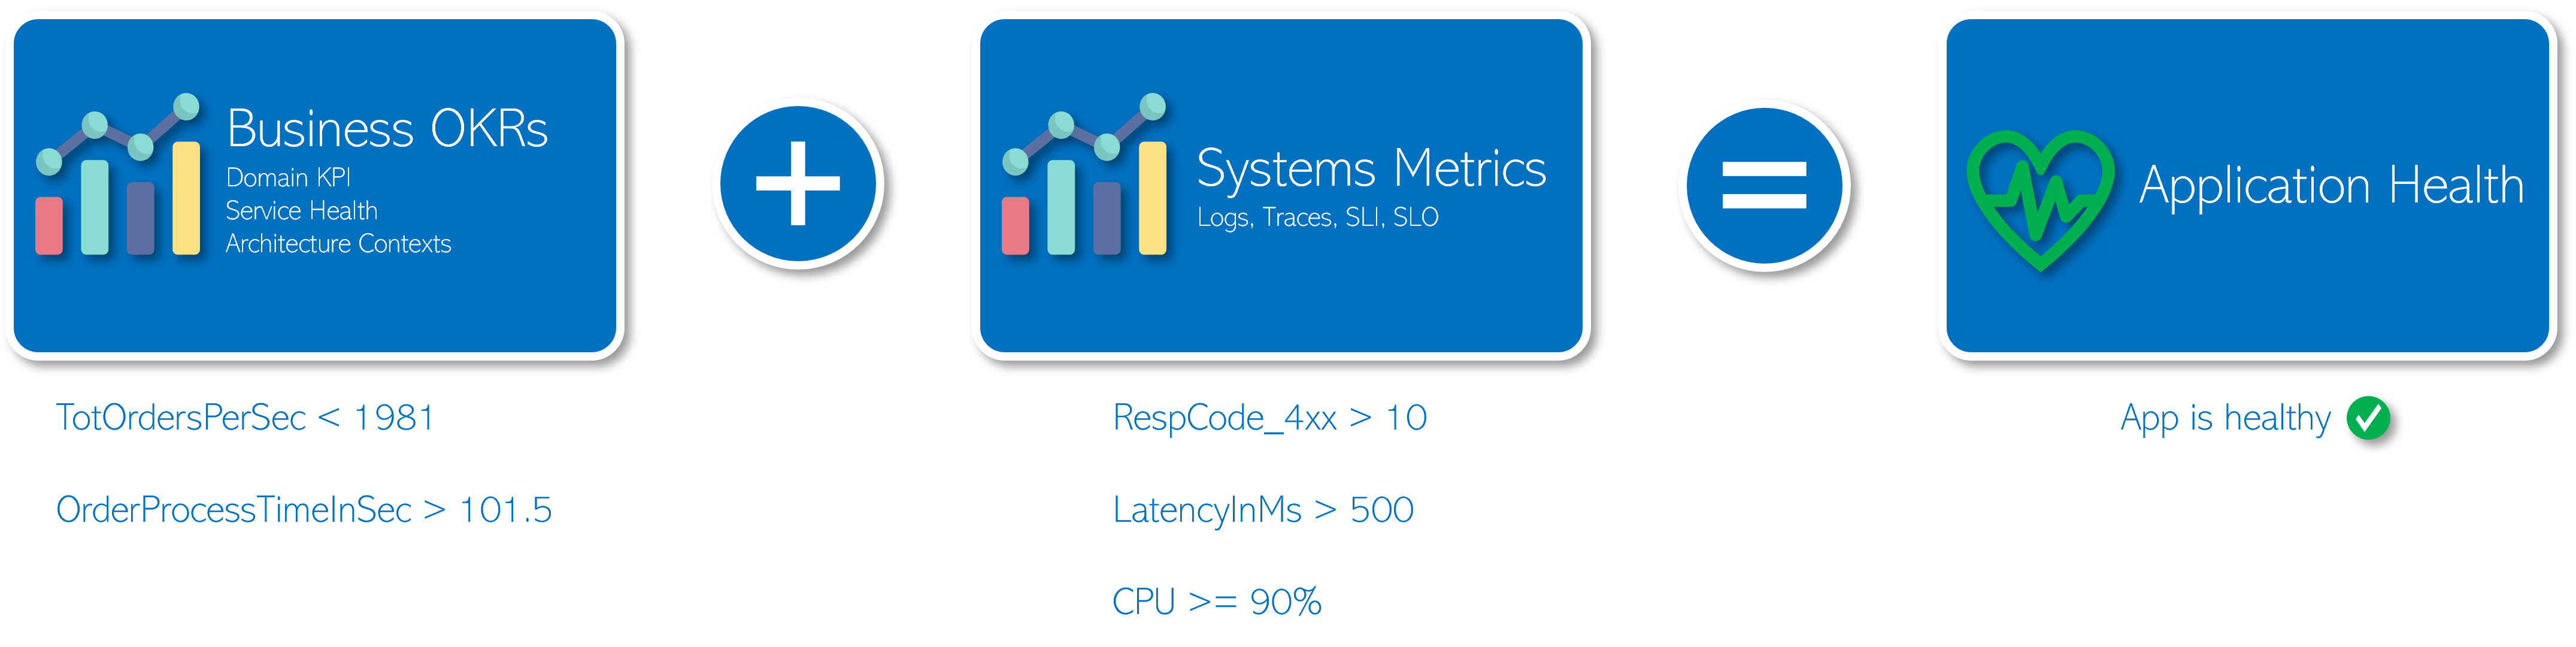 Business OKRs
Domain KPI
Service Health
Architecture Contexts
+
Systems Metrics
Logs, Traces, SLI, SLO
=
Application Health
TotOrdersPerSec < 1981
OrderProcessTimeInSec > 101.5
RespCode_4xx > 10
LatencyInMs > 500
CPU >= 90%
App is healthy